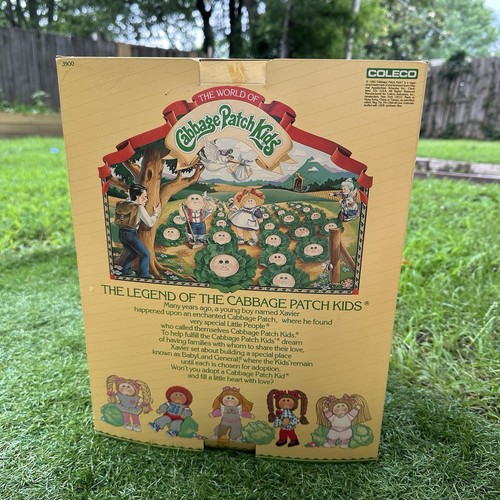 3900
COLECO
THE WORLD OF
Cabbage Patch Kids
THE LEGEND OF THE CABBAGE PATCH KIDS®
Many years ago, a young boy named Xavier
happened upon an enchanted Cabbage Patch, where he found
very special Little People®
who called themselves Cabbage Patch Kids.®
To help fulfill the Cabbage Patch Kids'® dream
of having families with whom to share their love,
Xavier set about building a special place
known as BabyLand General,® where the Kids remain
until each is chosen for adoption.
Won't you adopt a Cabbage Patch Kid®
and fill a little heart with love?